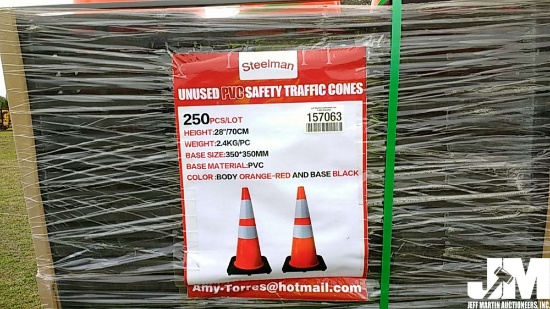 Steelman
UNUSED PVC SAFETY TRAFFIC CONES
250PCS/LOT
HEIGHT:28"/70CM
WEIGHT:2.4KG/PC
BASE SIZE:350*350MM
BASE MATERIAL:PVC
COLOR:BODY ORANGE-RED AND BASE BLACK
157063
Amy-Torres@hotmail.com
JM
JEFF MARTIN AUCTIONEERS, INC.